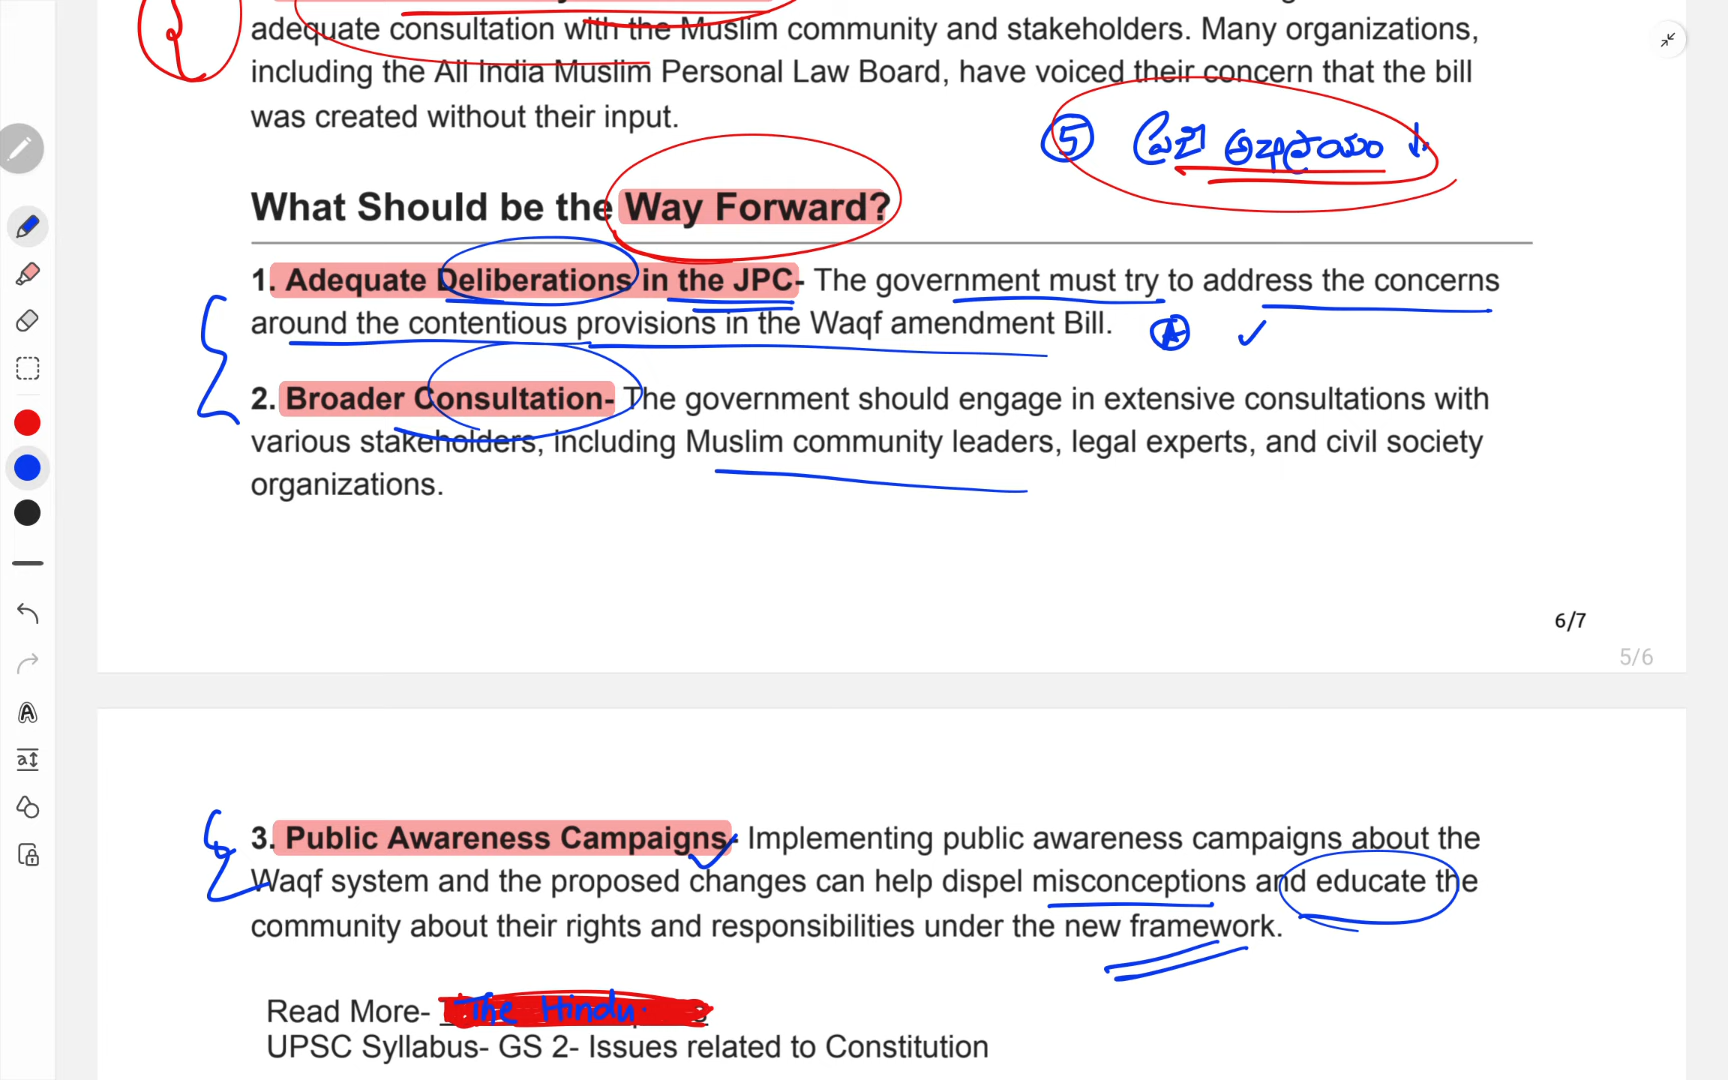 adequate consultation with the Muslim community and stakeholders. Many organizations,
including the All India Muslim Personal Law Board, have voiced their concern that the bill
was created without their input.
5
What Should be the Way Forward?
1. Adequate Deliberations in the JPC- The government must try to address the concerns
around the contentious provisions in the Waqf amendment Bill.
2. Broader Consultation- The government should engage in extensive consultations with
various stakeholders, including Muslim community leaders, legal experts, and civil society
organizations.
6/7
5/6
3. Public Awareness Campaigns- Implementing public awareness campaigns about the
Waqf system and the proposed changes can help dispel misconceptions and educate the
community about their rights and responsibilities under the new framework.
Read More- The Hindu
UPSC Syllabus- GS 2- Issues related to Constitution